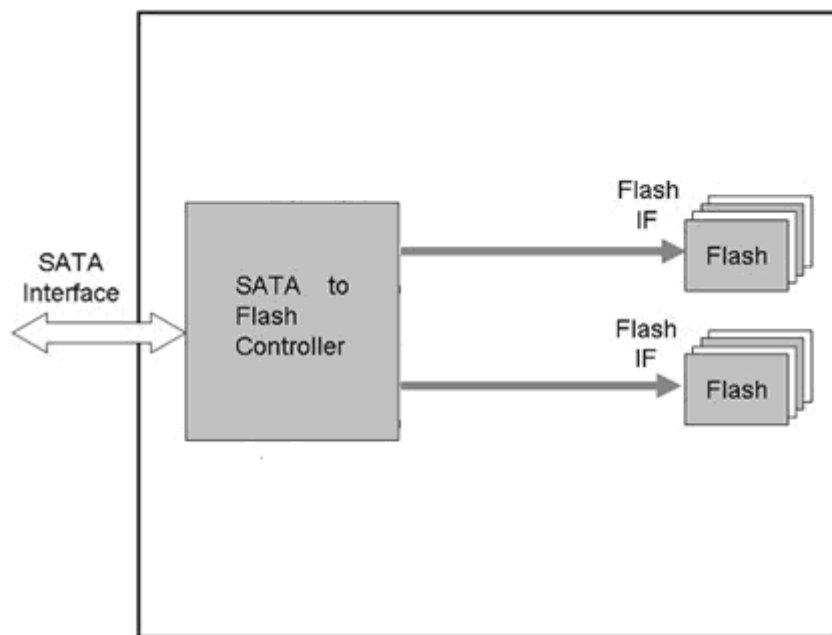 SATA
Interface
SATA to
Flash
Controller
Flash
IF
Flash
Flash
IF
Flash